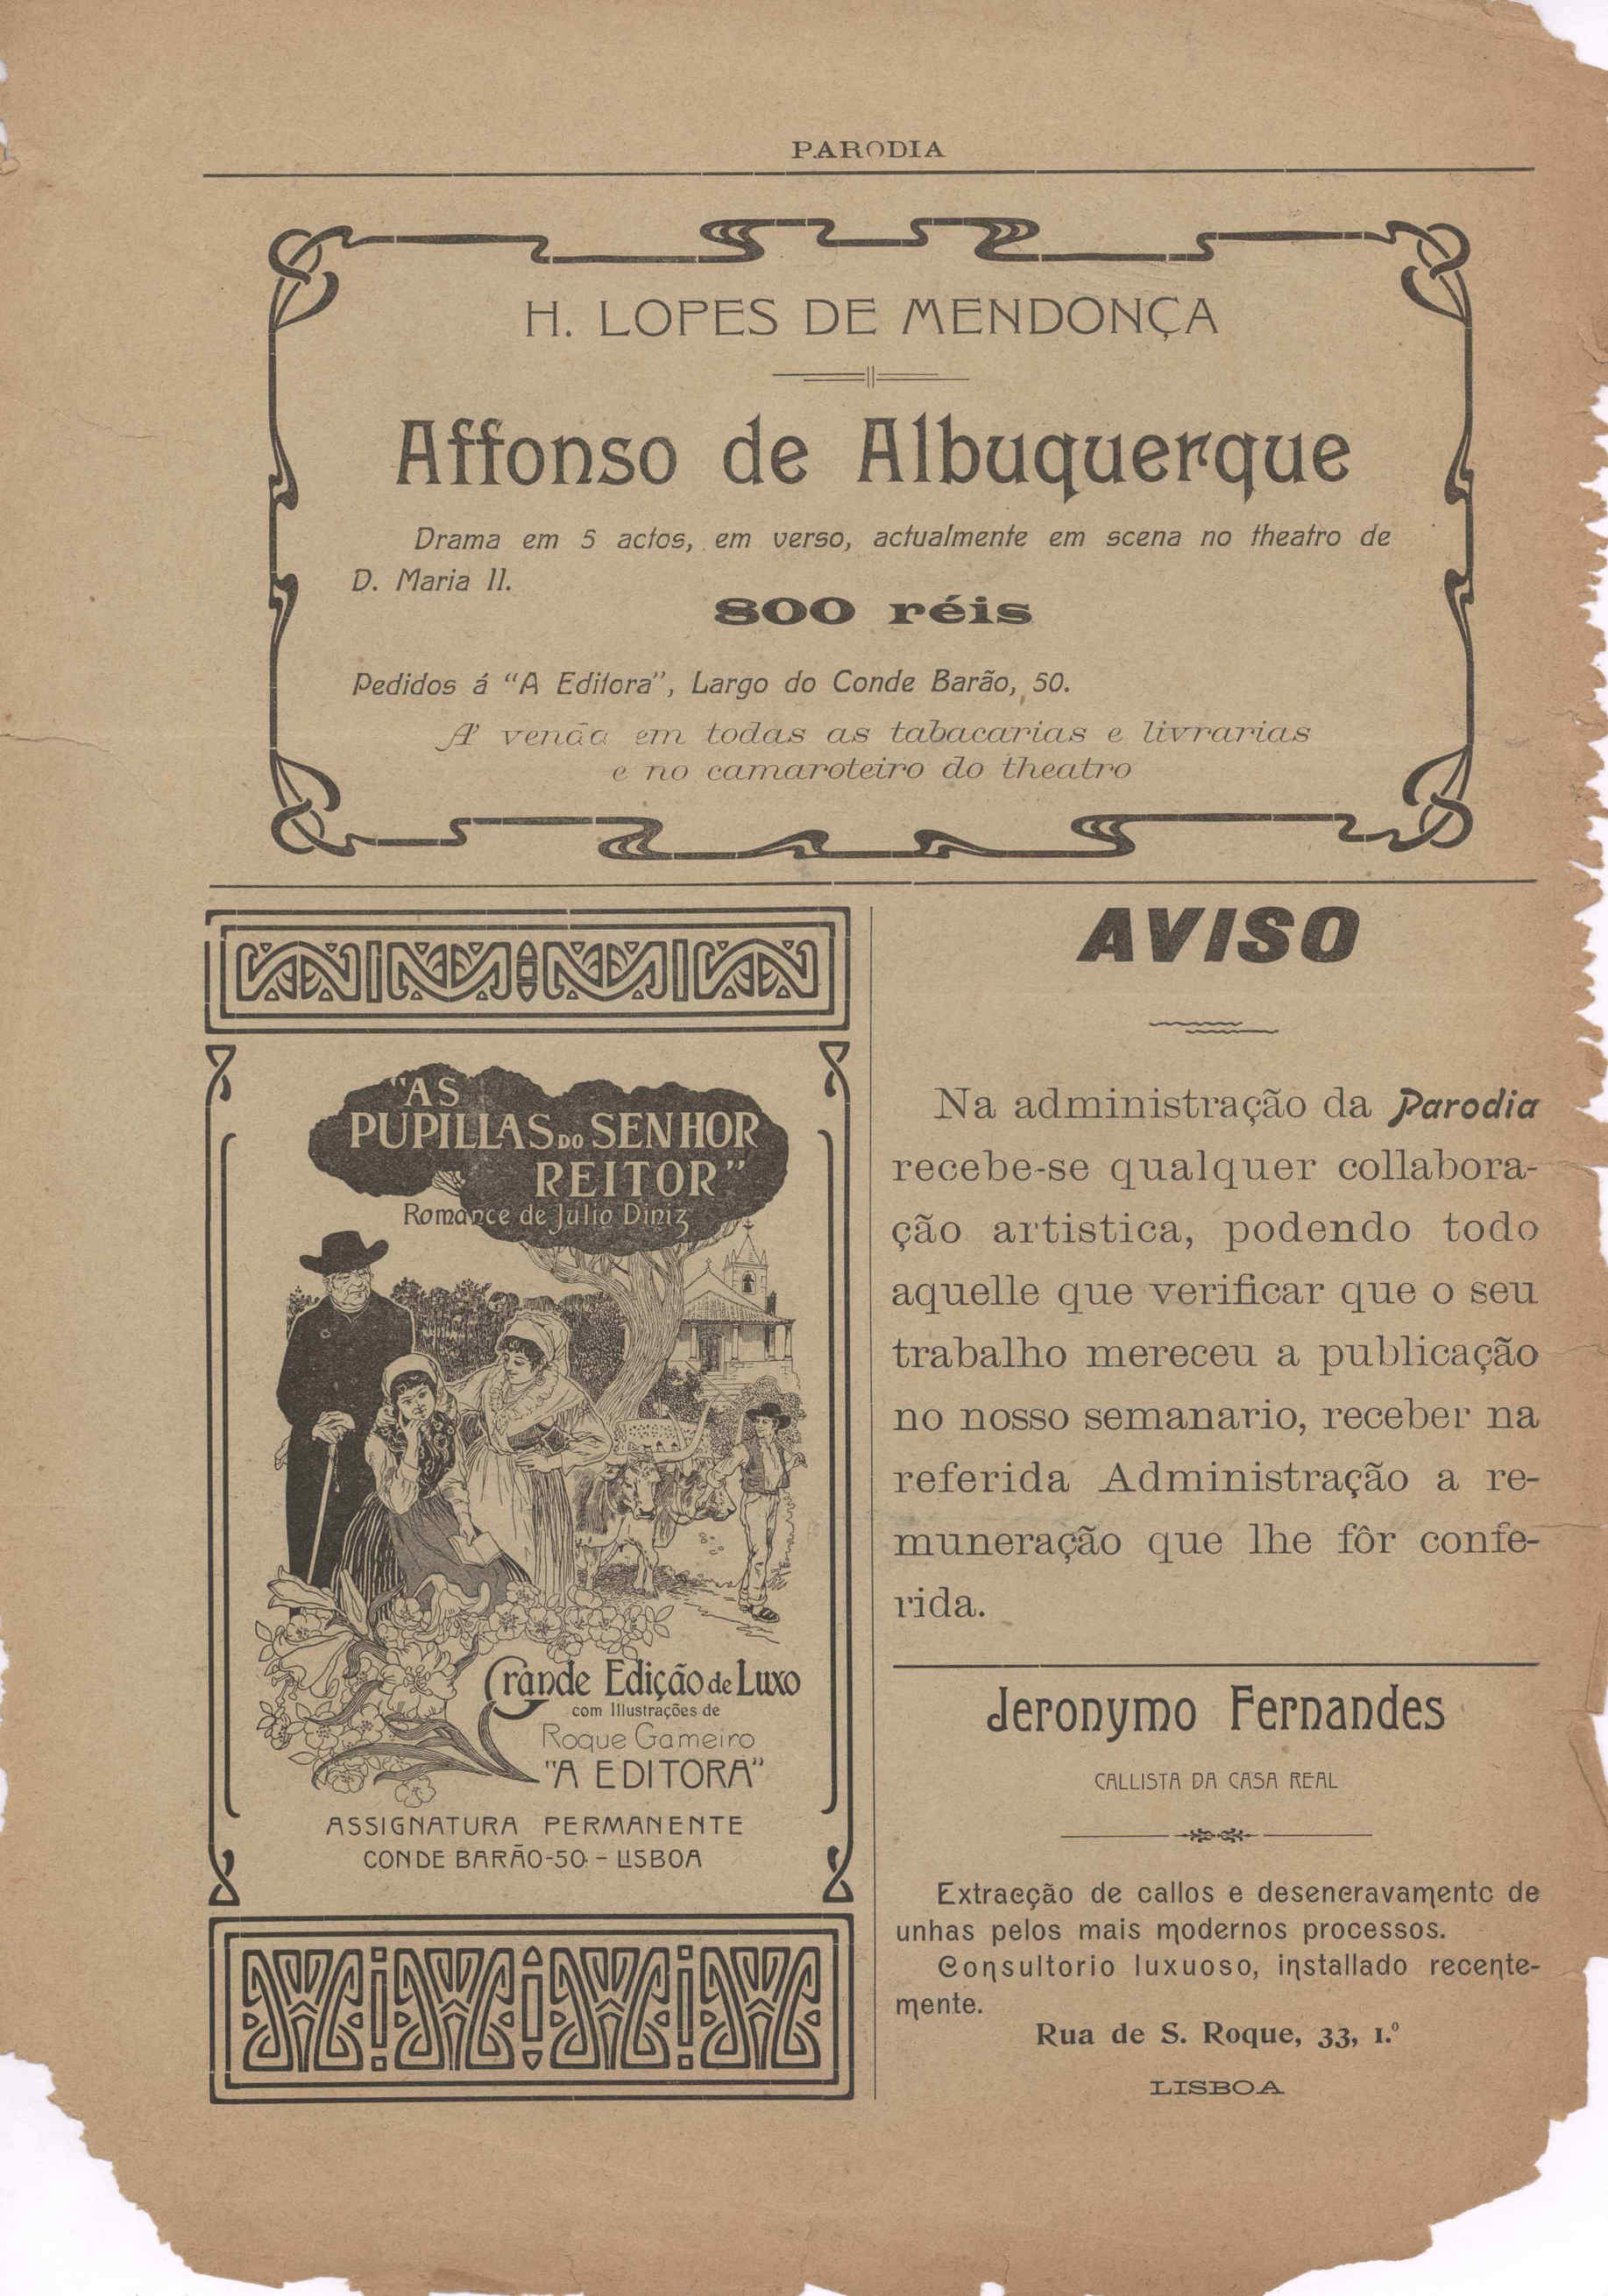 PARODIA
H. LOPES DE MENDONÇA
Affonso de Albuquerque
Drama em 5 actos, em verso, actualmente em scena no theatro de
D. Maria II.
800 réis
Pedidos á "A Editora", Largo do Conde Barão, 50.
A' venda em todas as tabacarias e livrarias
e no camaroteiro do theatro
"AS
PUPILLAS DO SENHOR
REITOR"
Romance de Julio Diniz
Grande Edição de Luxo
com Illustrações de
Roque Gameiro
"A EDITORA"
ASSIGNATURA PERMANENTE
CONDE BARÃO-50-LISBOA
AVISO
Na administração da Parodia
recebe-se qualquer collabora-
ção artistica, podendo todo
aquelle que verificar que o seu
trabalho mereceu a publicação
no nosso semanario, receber na
referida Administração a re-
muneração que lhe fôr confe-
rida.
Jeronymo Fernandes
CALLISTA DA CASA REAL
Extracção de callos e desencravamento de
unhas pelos mais modernos processos.
Consultorio luxuoso, installado recente-
mente.
Rua de S. Roque, 33, 1.º
LISBOA